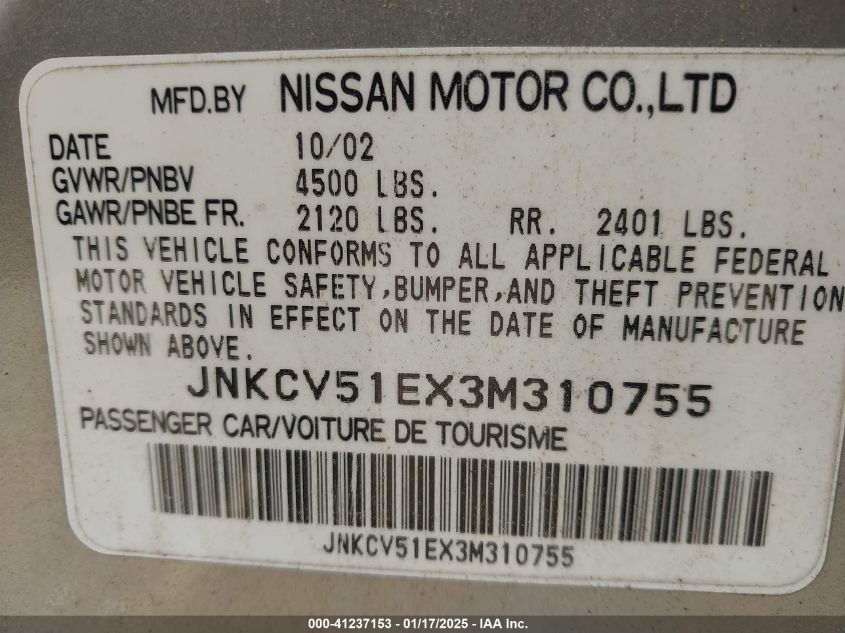 MFD.BY NISSAN MOTOR CO.,LTD
DATE 10/02
GVWR/PNBV 4500 LBS.
GAWR/PNBE FR. 2120 LBS. RR. 2401 LBS.
THIS VEHICLE CONFORMS TO ALL APPLICABLE FEDERAL
MOTOR VEHICLE SAFETY,BUMPER,AND THEFT PREVENTION
STANDARDS IN EFFECT ON THE DATE OF MANUFACTURE
SHOWN ABOVE.
JNKCV51EX3M310755
PASSENGER CAR/VOITURE DE TOURISME
JNKCV51EX3M310755
000-41237153 - 01/17/2025 - IAA Inc.